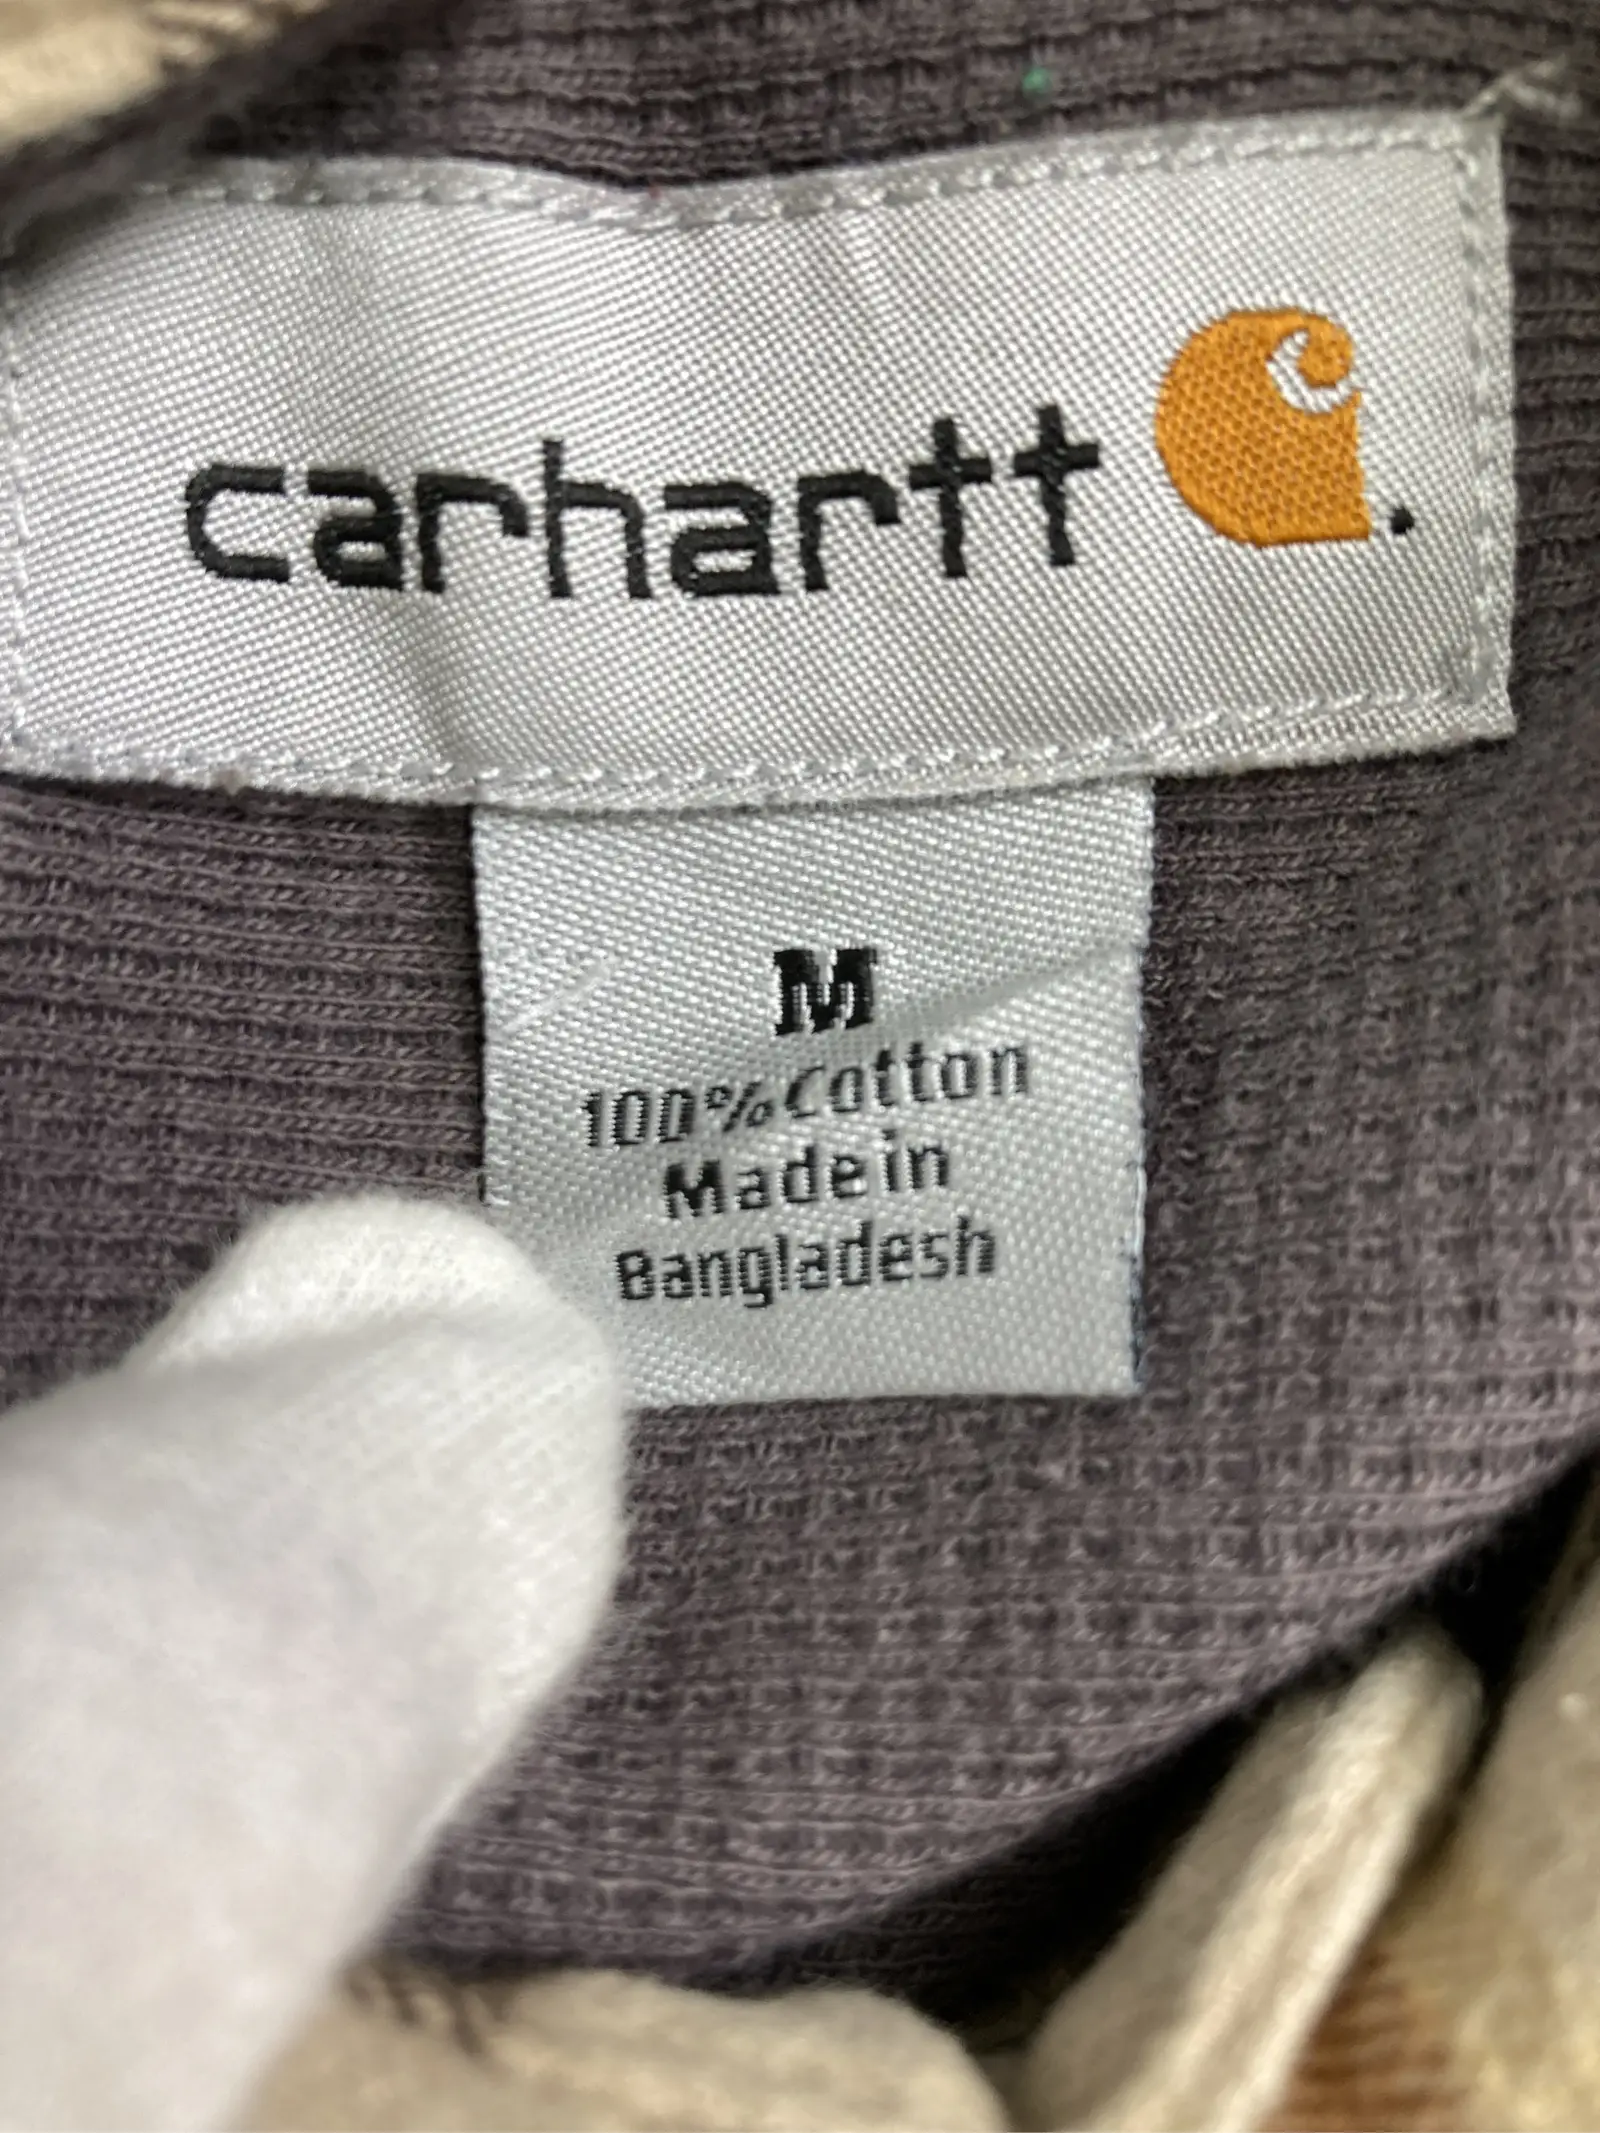 carhartt
M
100% Cotton
Made in
Bangladesh